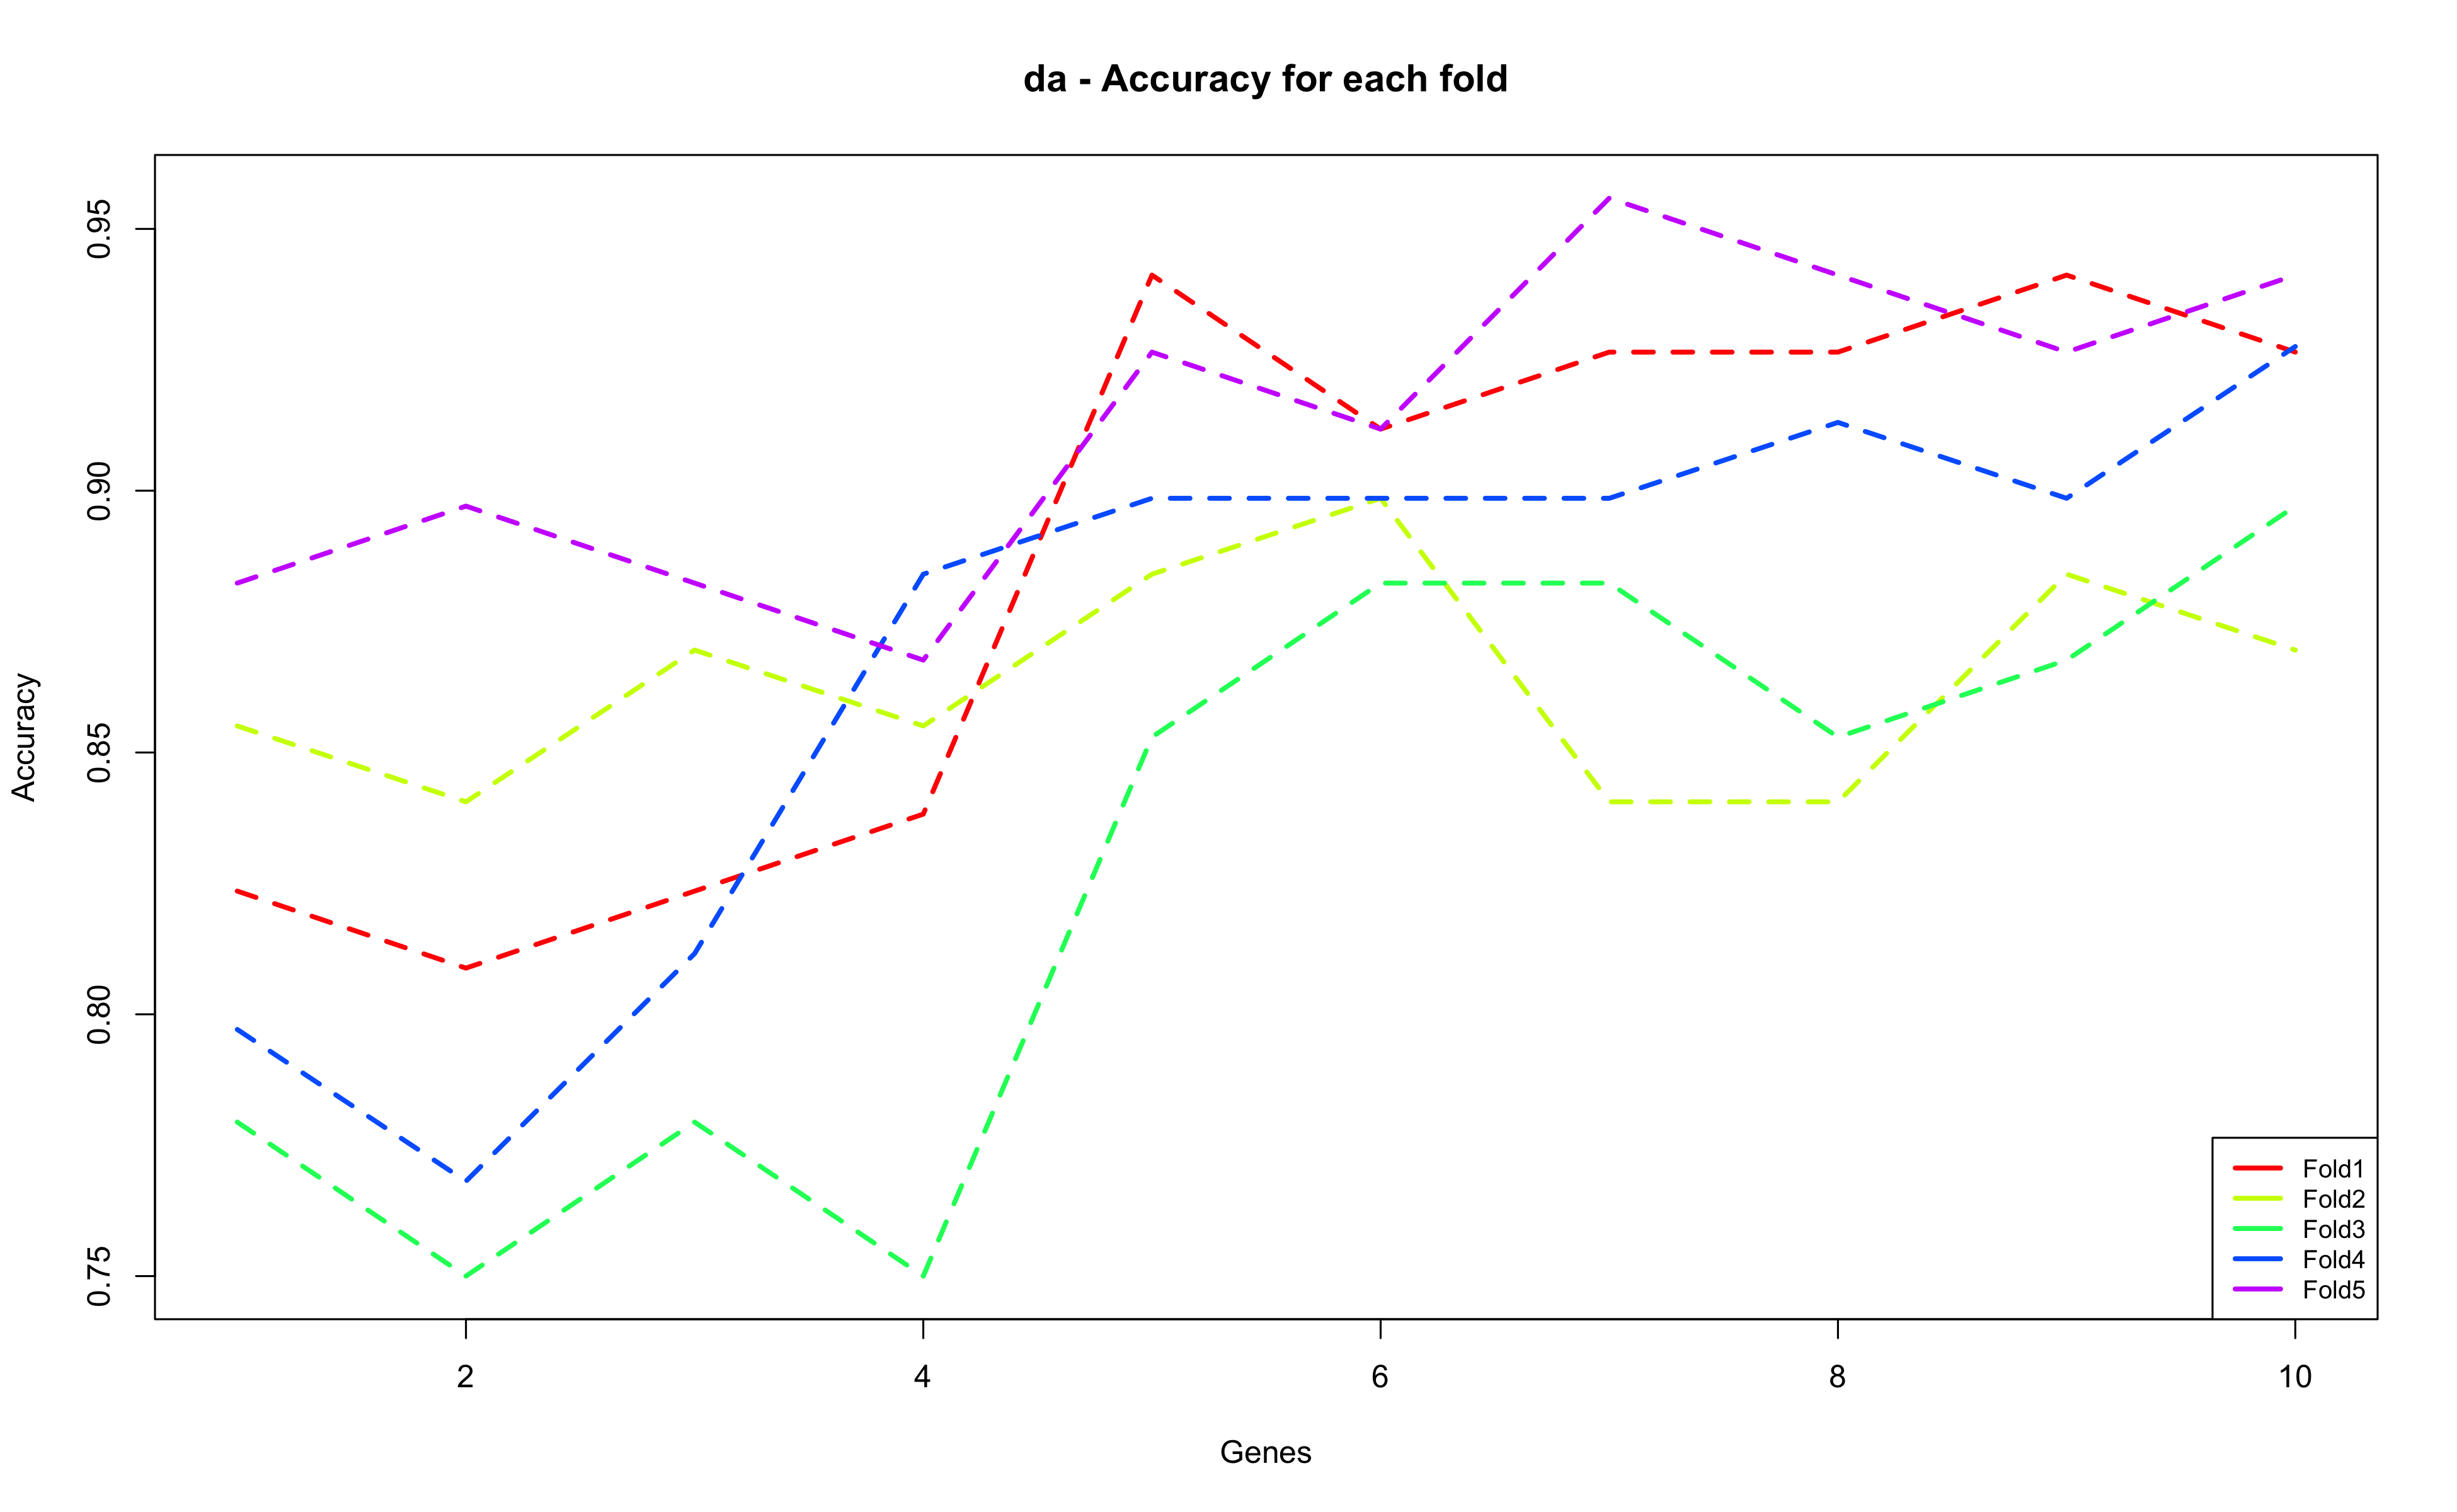 da - Accuracy for each fold
Accuracy
0.95
0.90
0.85
0.80
0.75
2 4 6 8 10
Genes
Fold1
Fold2
Fold3
Fold4
Fold5